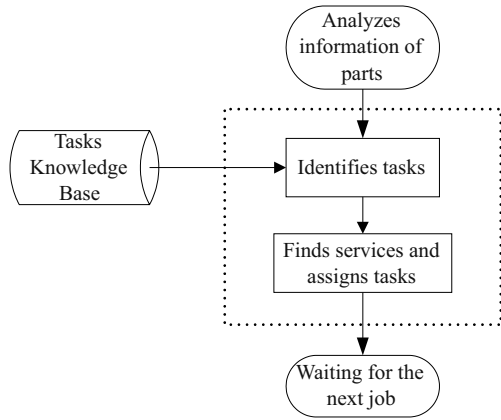 Analyzes
information of
parts
Tasks
Knowledge
Base
Identifies tasks
Finds services and
assigns tasks
Waiting for the
next job